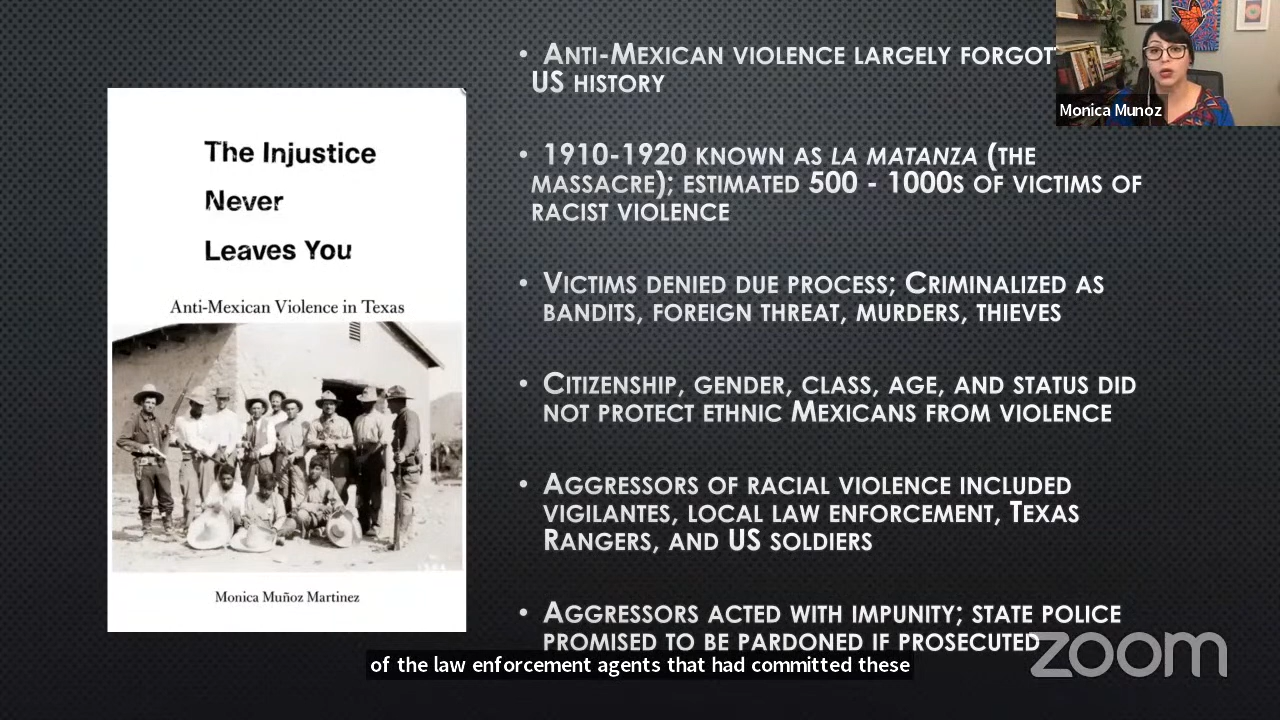 The Injustice
Never
Leaves You
Anti-Mexican Violence in Texas
Monica Muñoz Martinez
• Anti-Mexican violence largely
US history
• 1910-1920 known as la matanza (the
massacre); estimated 500 - 1000s of victims of
racist violence
• Victims denied due process; Criminalized as
bandits, foreign threat, murders, thieves
• Citizenship, gender, class, age, and status did
not protect ethnic Mexicans from violence
• Aggressors of racial violence included
vigilantes, local law enforcement, Texas
Rangers, and US soldiers
• Aggressors acted with impunity; state police
promised to be pardoned if prosecuted
of the law enforcement agents that had committed these
Monica Munoz
zoom